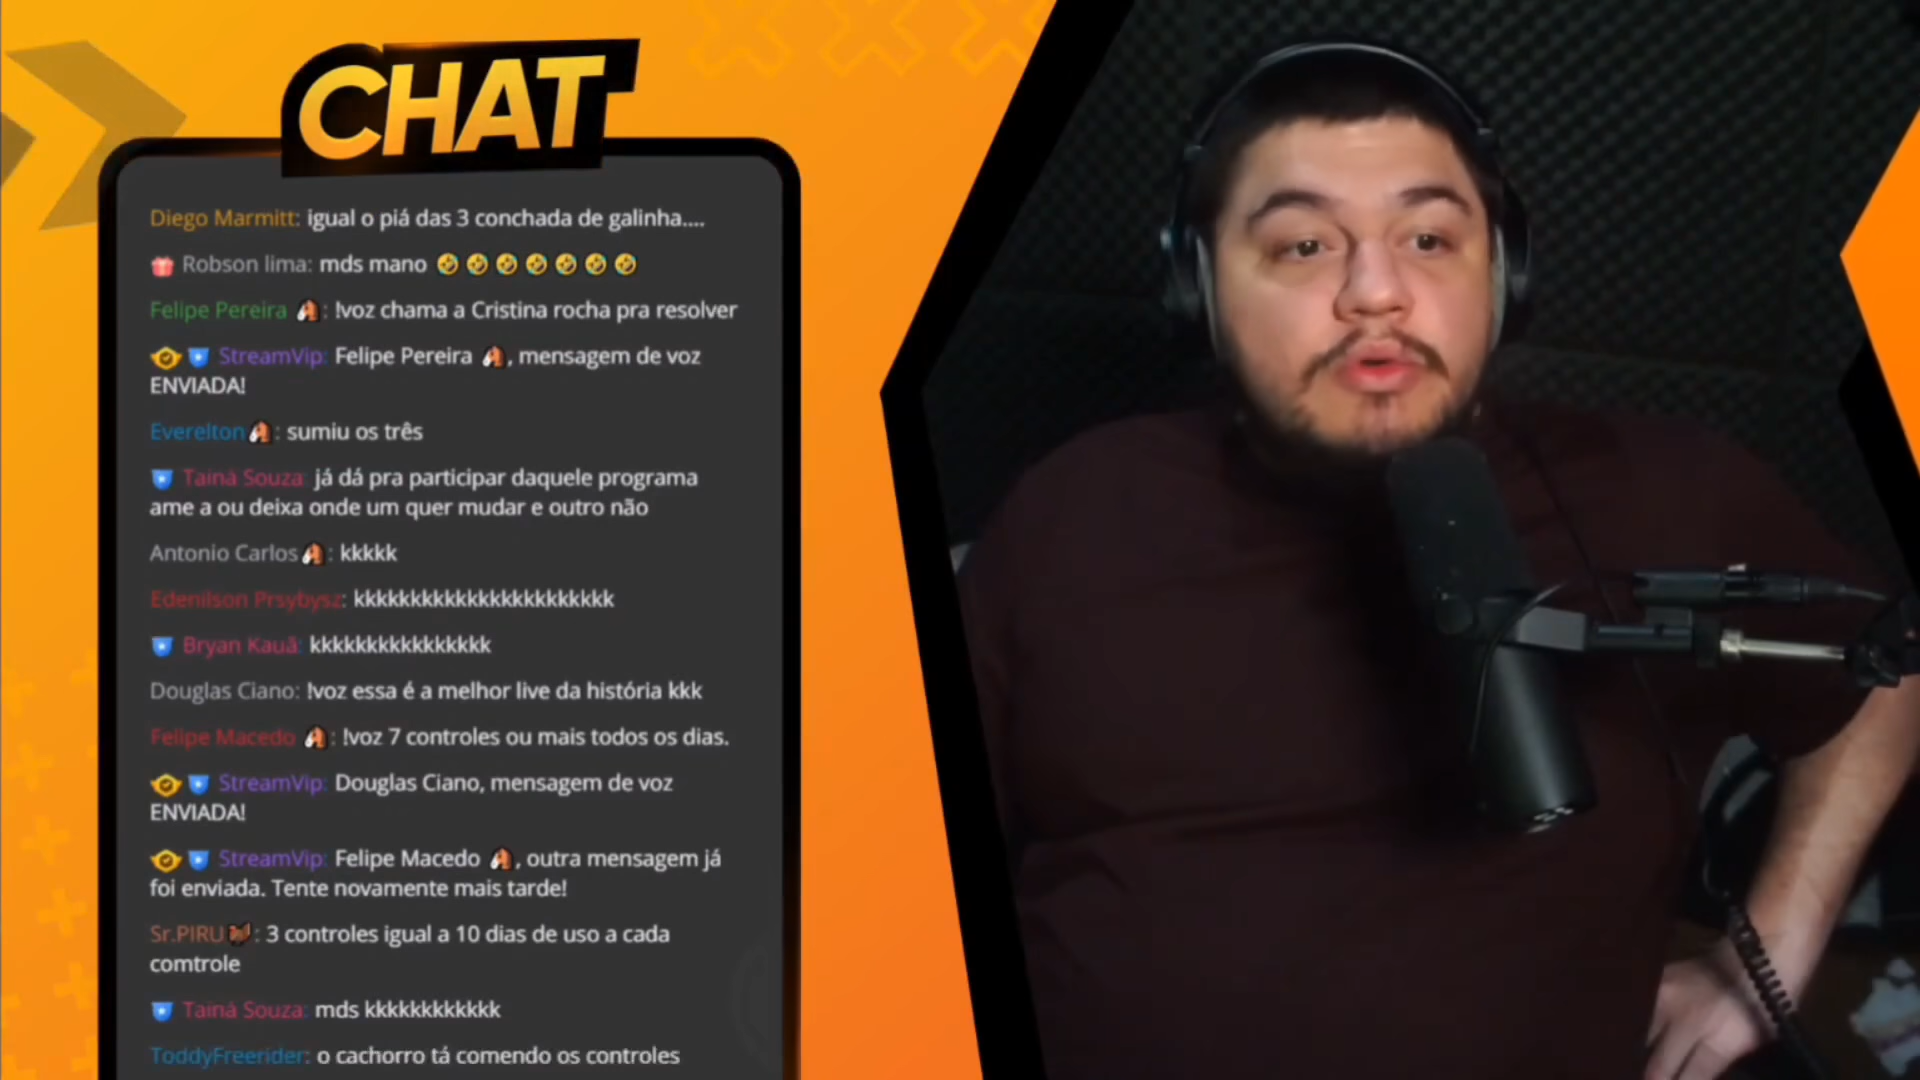 CHAT
Diego Marmitt: igual o piá das 3 conchada de galinha....
Robson lima: mds mano 🤣🤣🤣🤣🤣🤣🤣
Felipe Pereira 🐴: !voz chama a Cristina rocha pra resolver
StreamVip: Felipe Pereira 🐴, mensagem de voz
ENVIADA!
Everelton🐴: sumiu os três
Tainá Souza: já dá pra participar daquele programa
ame a ou deixa onde um quer mudar e outro não
Antonio Carlos🐴: kkkkk
Edenilson Prsybysz: kkkkkkkkkkkkkkkkkkkkkkk
Bryan Kauã: kkkkkkkkkkkkkkkk
Douglas Ciano: !voz essa é a melhor live da história kkk
Felipe Macedo 🐴: !voz 7 controles ou mais todos os dias.
StreamVip: Douglas Ciano, mensagem de voz
ENVIADA!
StreamVip: Felipe Macedo 🐴, outra mensagem já
foi enviada. Tente novamente mais tarde!
Sr.PIRU: 3 controles igual a 10 dias de uso a cada
comtrole
Tainá Souza: mds kkkkkkkkkkkk
ToddyFreerider: o cachorro tá comendo os controles